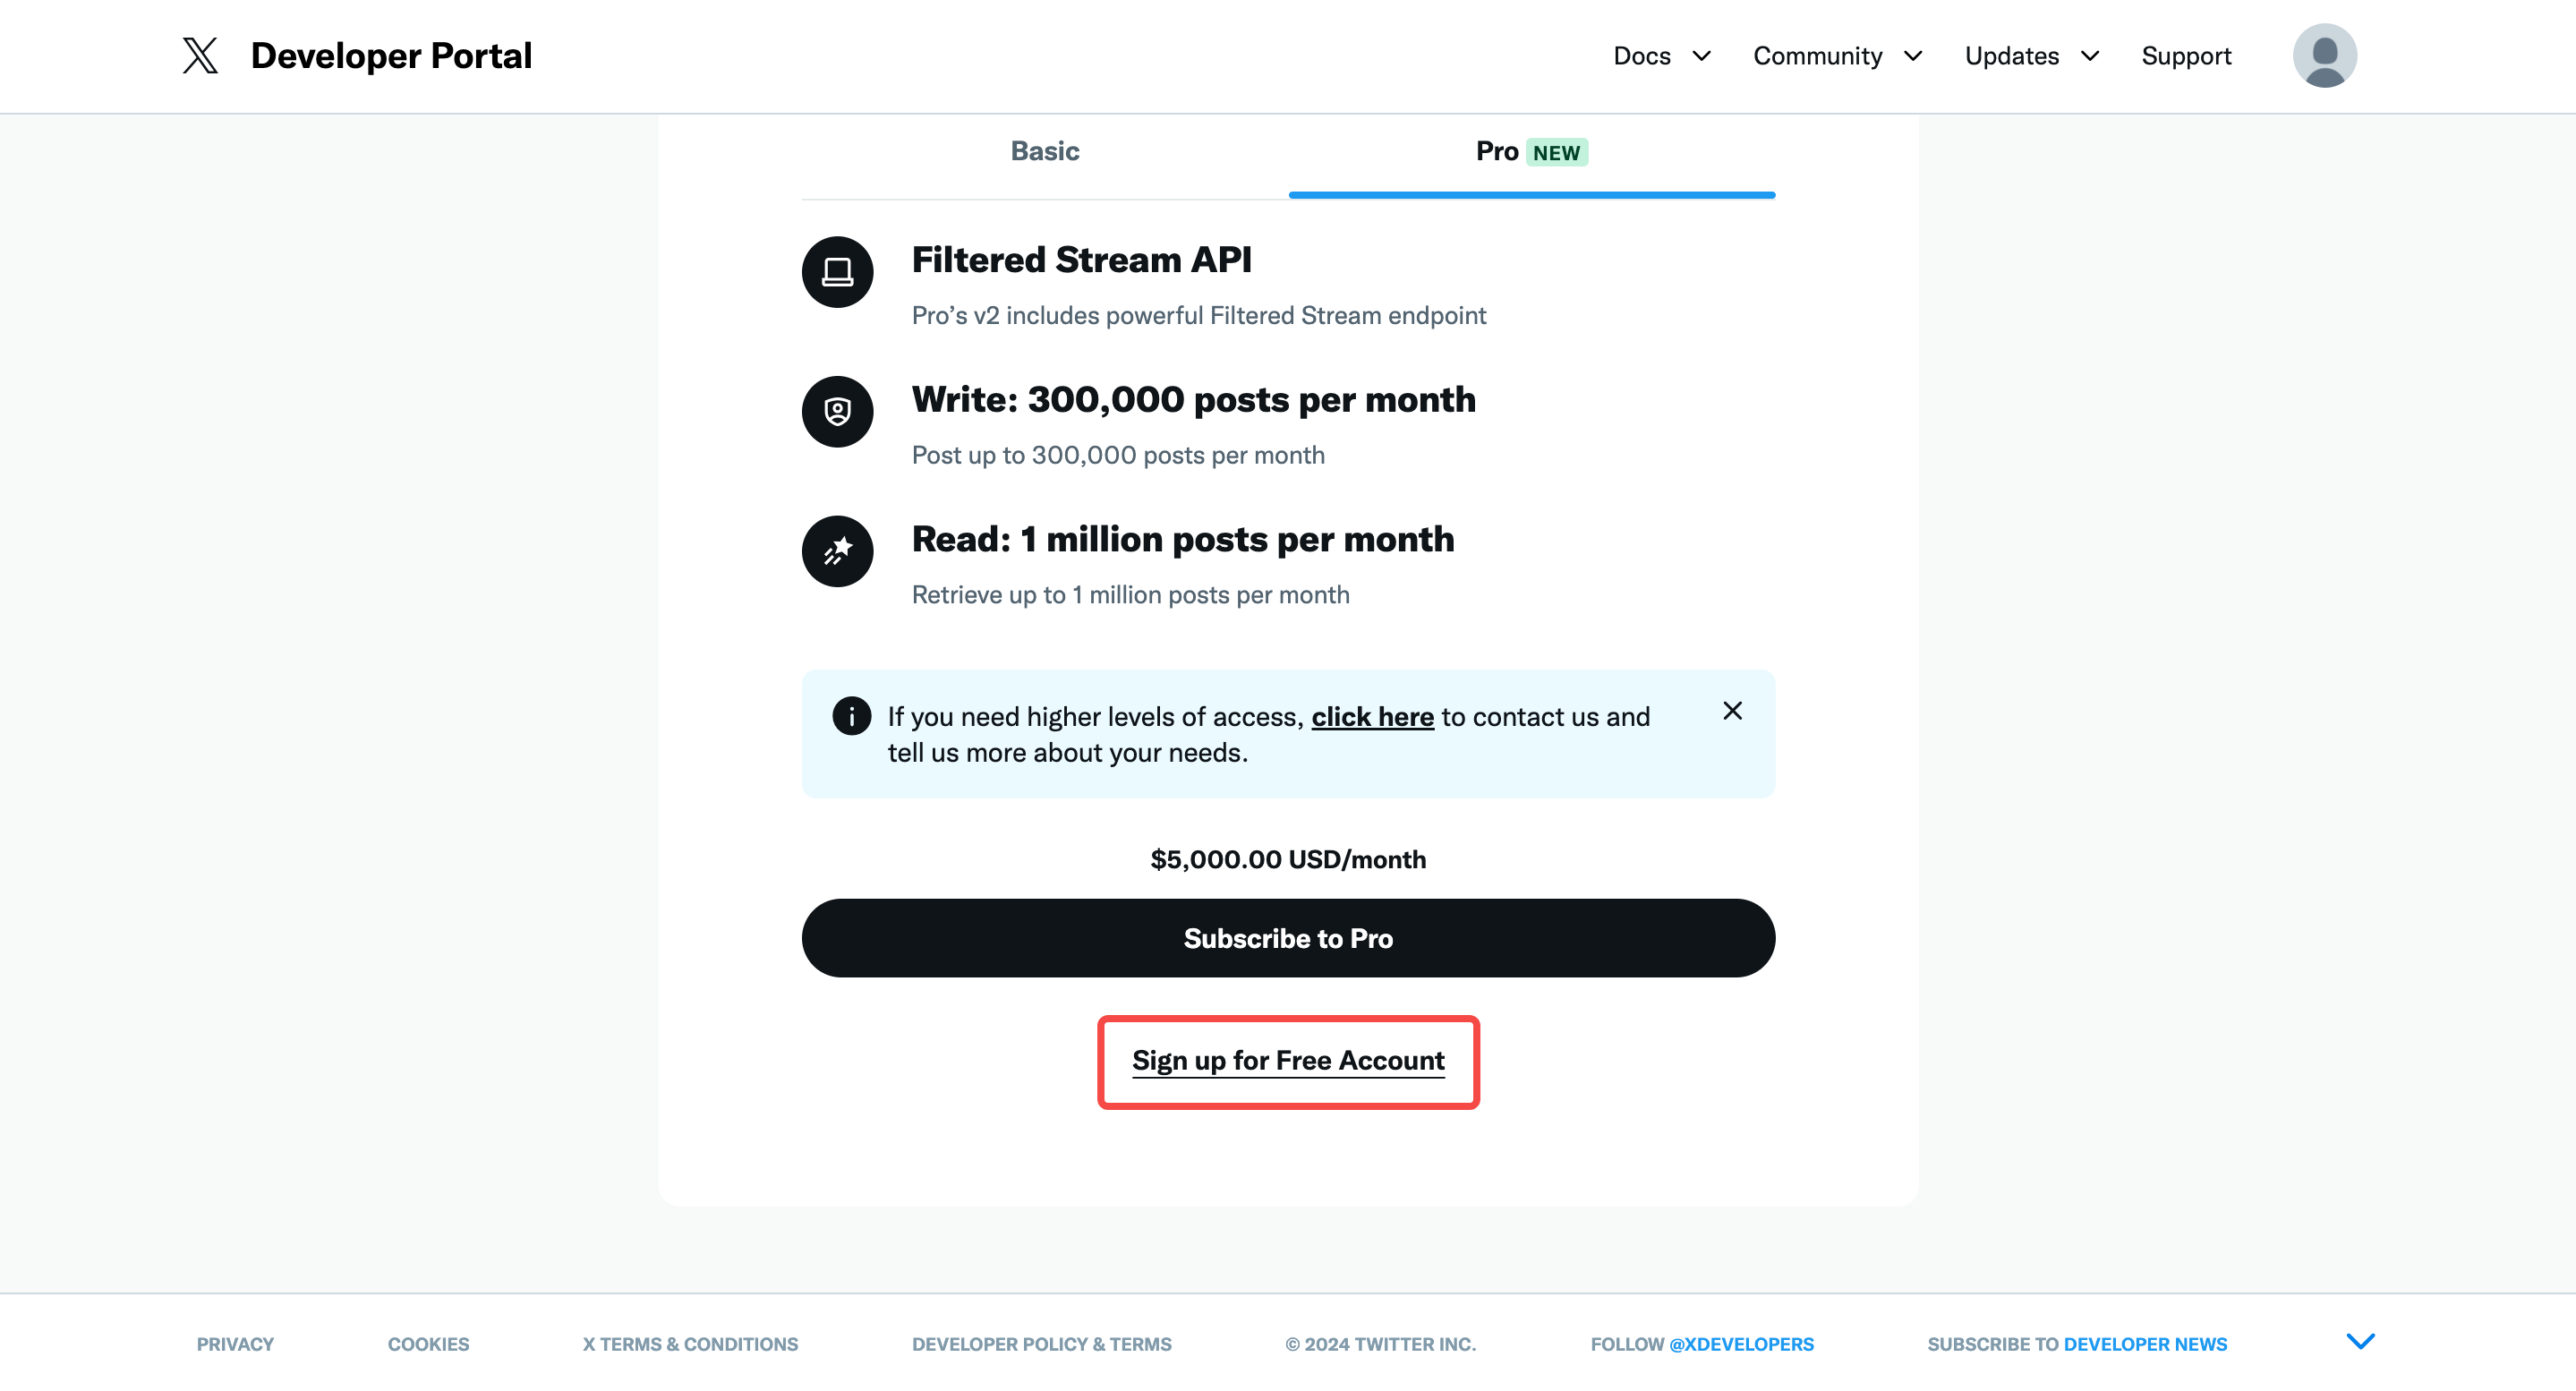 Developer Portal
Docs
Community
Updates
Support
Basic
Pro NEW
Filtered Stream API
Pro’s v2 includes powerful Filtered Stream endpoint
Write: 300,000 posts per month
Post up to 300,000 posts per month
Read: 1 million posts per month
Retrieve up to 1 million posts per month
If you need higher levels of access, click here to contact us and
tell us more about your needs.
$5,000.00 USD/month
Subscribe to Pro
Sign up for Free Account
PRIVACY
COOKIES
X TERMS & CONDITIONS
DEVELOPER POLICY & TERMS
© 2024 TWITTER INC.
FOLLOW @XDEVELOPERS
SUBSCRIBE TO DEVELOPER NEWS